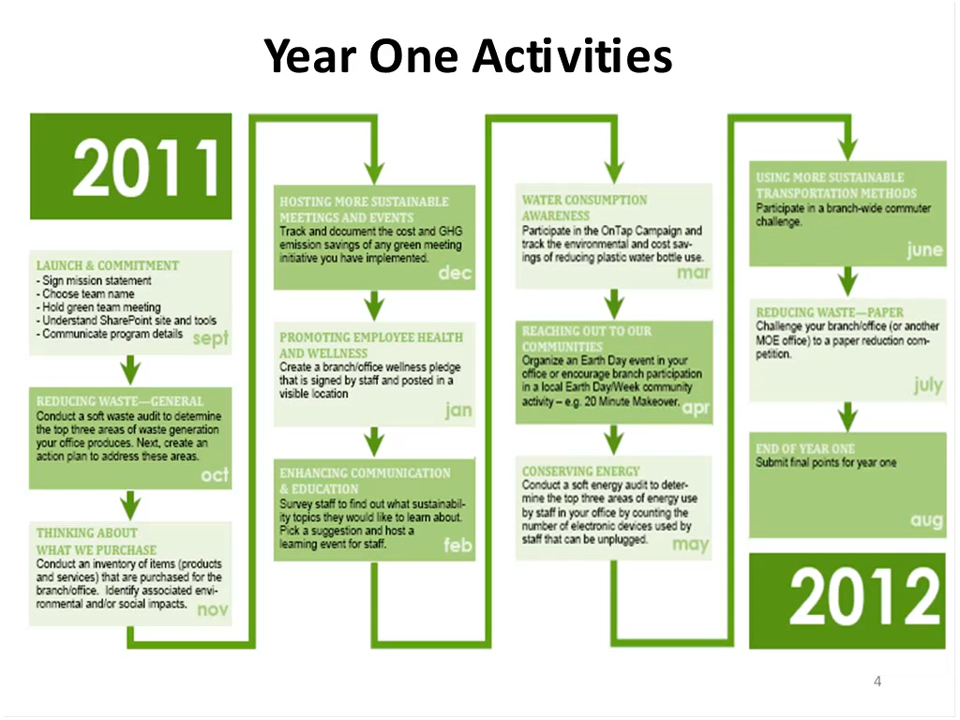 Year One Activities
2011
LAUNCH & COMMITMENT
- Sign mission statement
- Choose team name
- Hold green team meeting
- Understand SharePoint site and tools
- Communicate program details
sept
REDUCING WASTE—GENERAL
Conduct a soft waste audit to determine
the top three areas of waste generation
your office produces. Next, create an
action plan to address these areas.
oct
THINKING ABOUT
WHAT WE PURCHASE
Conduct an inventory of items (products
and services) that are purchased for the
branch/office. Identify associated envi-
ronmental and/or social impacts.
nov
HOSTING MORE SUSTAINABLE
MEETINGS AND EVENTS
Track and document the cost and GHG
emission savings of any green meeting
initiative you have implemented.
dec
PROMOTING EMPLOYEE HEALTH
AND WELLNESS
Create a branch/office wellness pledge
that is signed by staff and posted in a
visible location
jan
ENHANCING COMMUNICATION
& EDUCATION
Survey staff to find out what sustainabil-
ity topics they would like to learn about.
Pick a suggestion and host a
learning event for staff.
feb
WATER CONSUMPTION
AWARENESS
Participate in the OnTap Campaign and
track the environmental and cost sav-
ings of reducing plastic water bottle use.
mar
REACHING OUT TO OUR
COMMUNITIES
Organize an Earth Day event in your
office or encourage branch participation
in a local Earth Day/Week community
activity – e.g. 20 Minute Makeover.
apr
CONSERVING ENERGY
Conduct a soft energy audit to deter-
mine the top three areas of energy use
by staff in your office by counting the
number of electronic devices used by
staff that can be unplugged.
may
USING MORE SUSTAINABLE
TRANSPORTATION METHODS
Participate in a branch-wide commuter
challenge.
june
REDUCING WASTE—PAPER
Challenge your branch/office (or another
MOE office) to a paper reduction com-
petition.
july
END OF YEAR ONE
Submit final points for year one
aug
2012
4